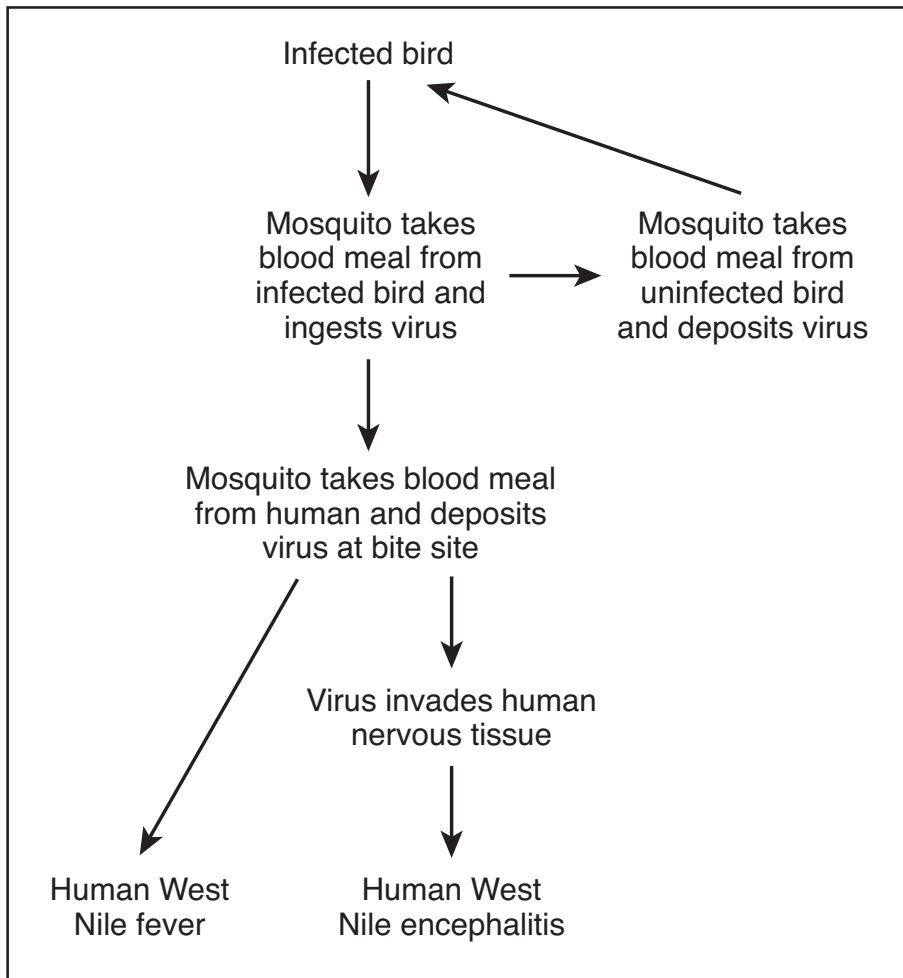 Infected bird
Mosquito takes
blood meal from
infected bird and
ingests virus
Mosquito takes
blood meal from
uninfected bird
and deposits virus
Mosquito takes blood meal
from human and deposits
virus at bite site
Virus invades human
nervous tissue
Human West
Nile fever
Human West
Nile encephalitis